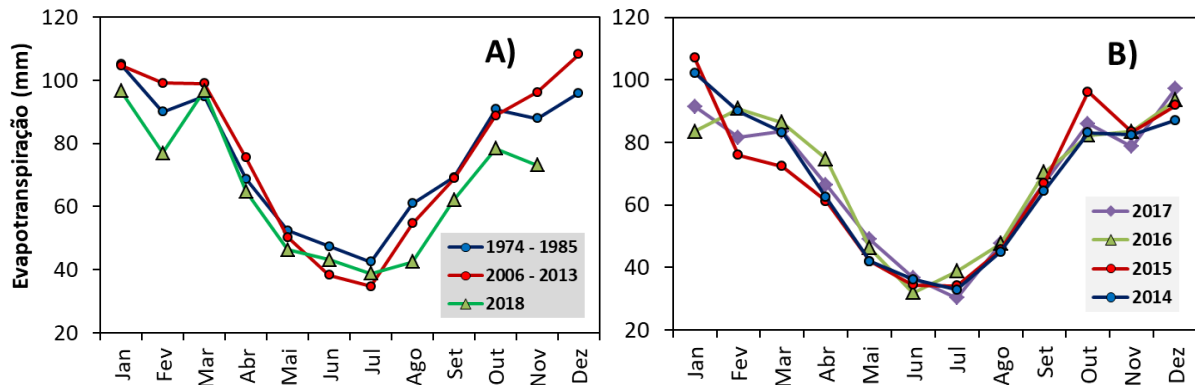 Evapotranspiração (mm)
120
100
80
60
40
20
A)
1974 - 1985
2006 - 2013
2018
Jan Fev Mar Abr Mai Jun Jul Ago Set Out Nov Dez
120
100
80
60
40
20
B)
2017
2016
2015
2014
Jan Fev Mar Abr Mai Jun Jul Ago Set Out Nov Dez